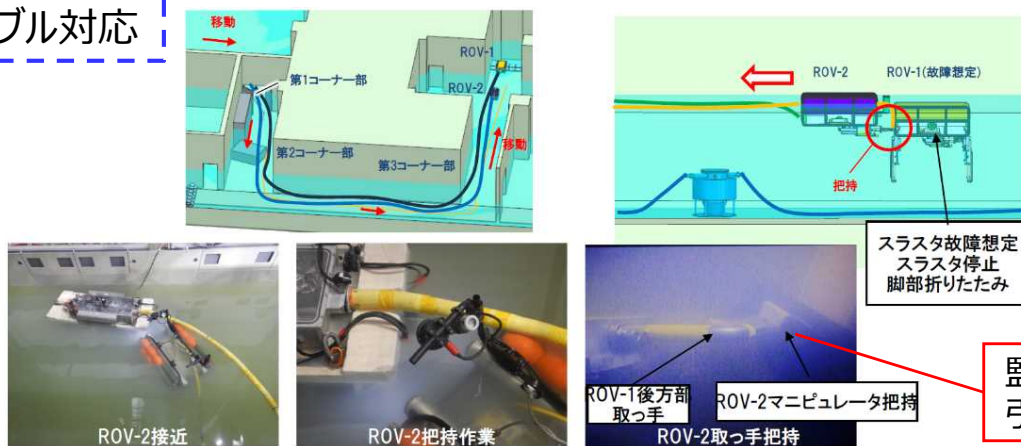 ブル対応
移動
ROV-1
ROV-2
第1コーナー部
第2コーナー部
第3コーナー部
移動
ROV-2
ROV-1(故障想定)
把持
スラスタ故障想定
スラスタ停止
脚部折りたたみ
ROV-2接近
ROV-2把持作業
ROV-1後方部
取っ手
ROV-2マニピュレータ把持
ROV-2取っ手把持
監